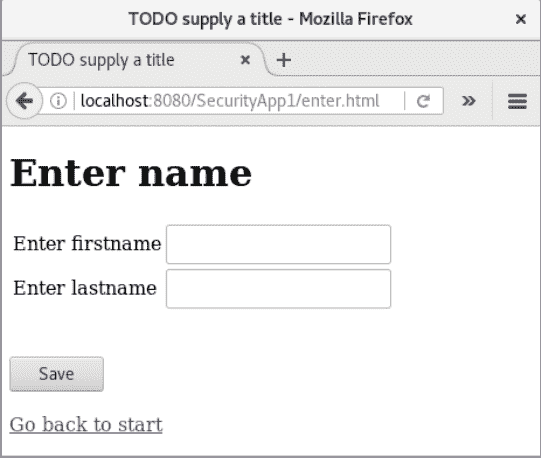 TODO supply a title - Mozilla Firefox ×
TODO supply a title × +
localhost:8080/SecurityApp1/enter.html
Enter name
Enter firstname
Enter lastname
Save
Go back to start